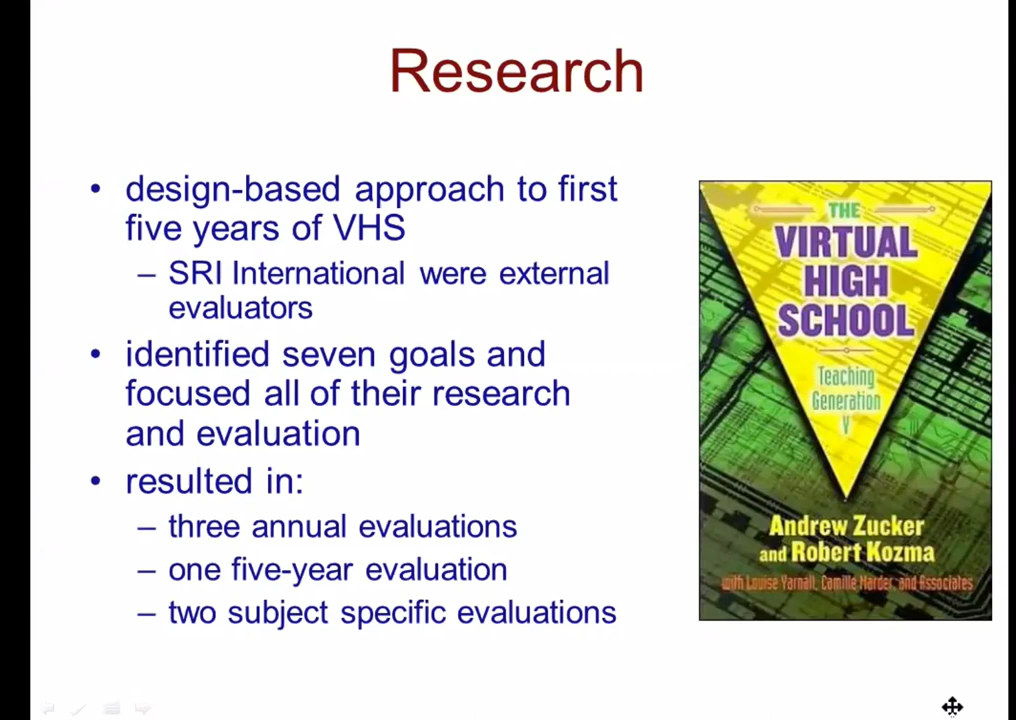 Research
• design-based approach to first
five years of VHS
– SRI International were external
evaluators
• identified seven goals and
focused all of their research
and evaluation
• resulted in:
– three annual evaluations
– one five-year evaluation
– two subject specific evaluations
THE
VIRTUAL
HIGH
SCHOOL
Teaching
Generation
V
Andrew Zucker
and Robert Kozma
with Louise Yarnall, Camille Marder, and Associates